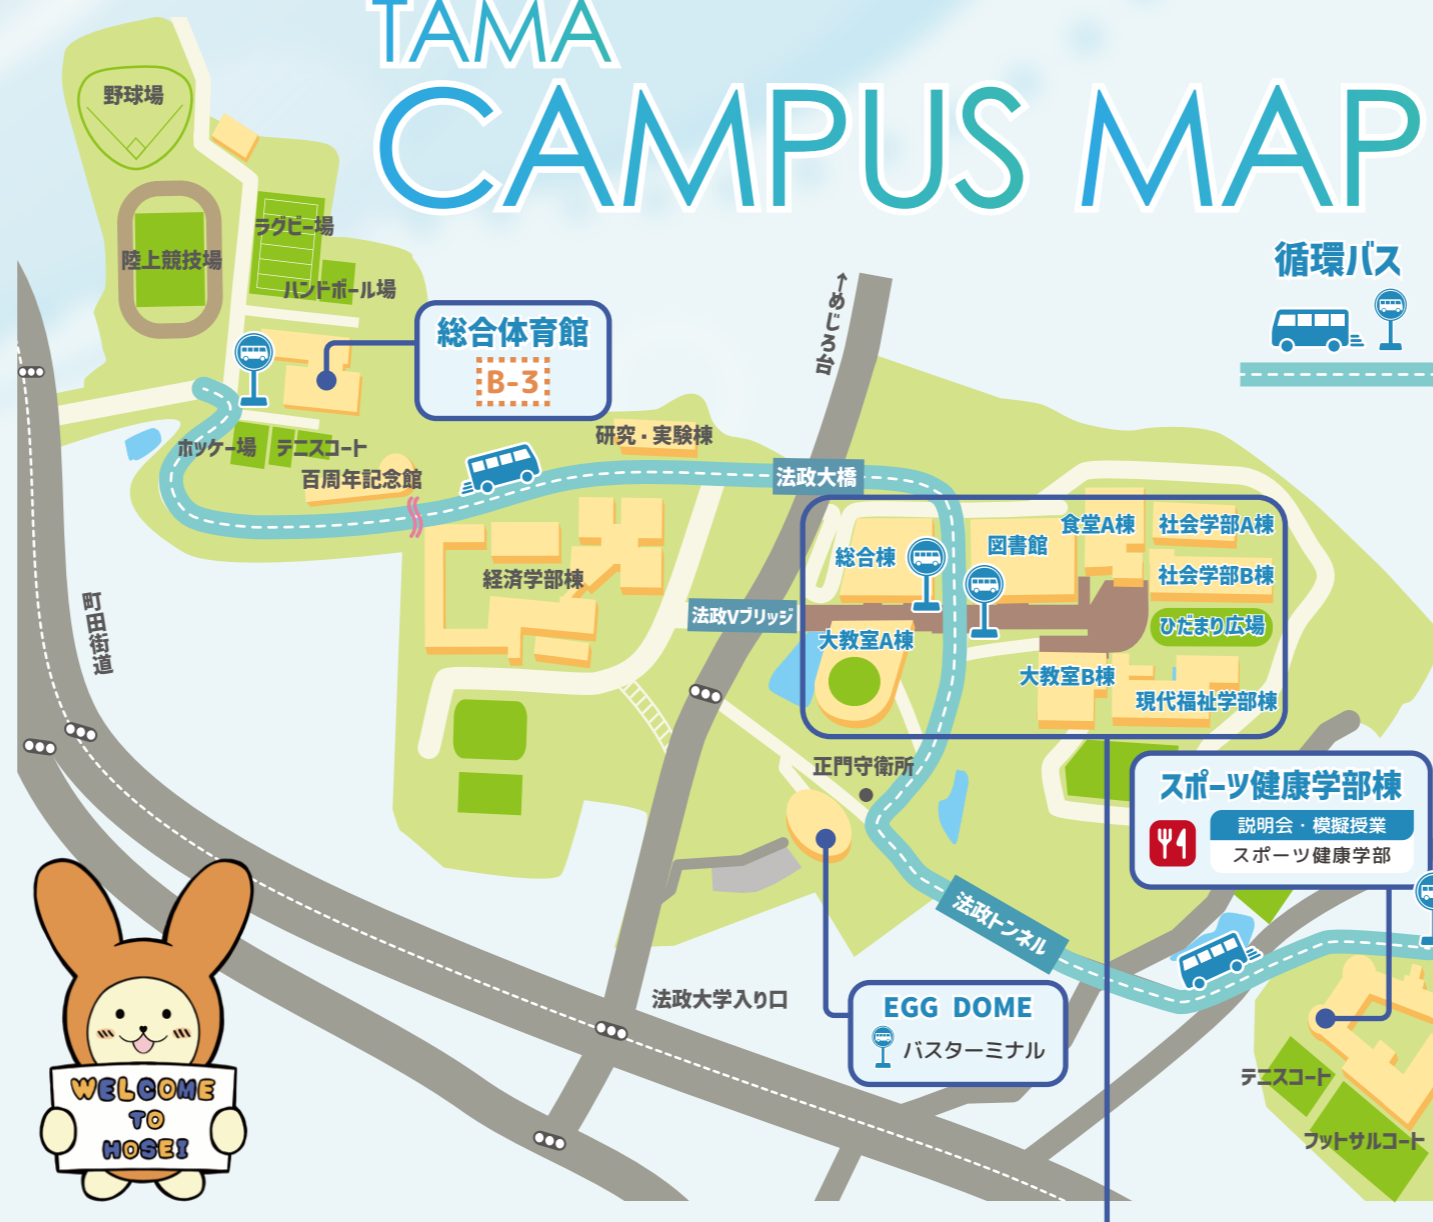 TAMA
CAMPUS MAP
野球場
ラグビー場
陸上競技場
ハンドボール場
循環バス
総合体育館
B-3
↑めじろ台
ホッケー場
テニスコート
百周年記念館
研究・実験棟
法政大橋
経済学部棟
町田街道
法政Vブリッジ
総合棟
図書館
食堂A棟
社会学部A棟
社会学部B棟
ひだまり広場
大教室A棟
大教室B棟
現代福祉学部棟
正門守衛所
スポーツ健康学部棟
説明会・模擬授業
スポーツ健康学部
法政トンネル
法政大学入り口
EGG DOME
バスターミナル
テニスコート
フットサルコート
WELCOME
TO
HOSEI